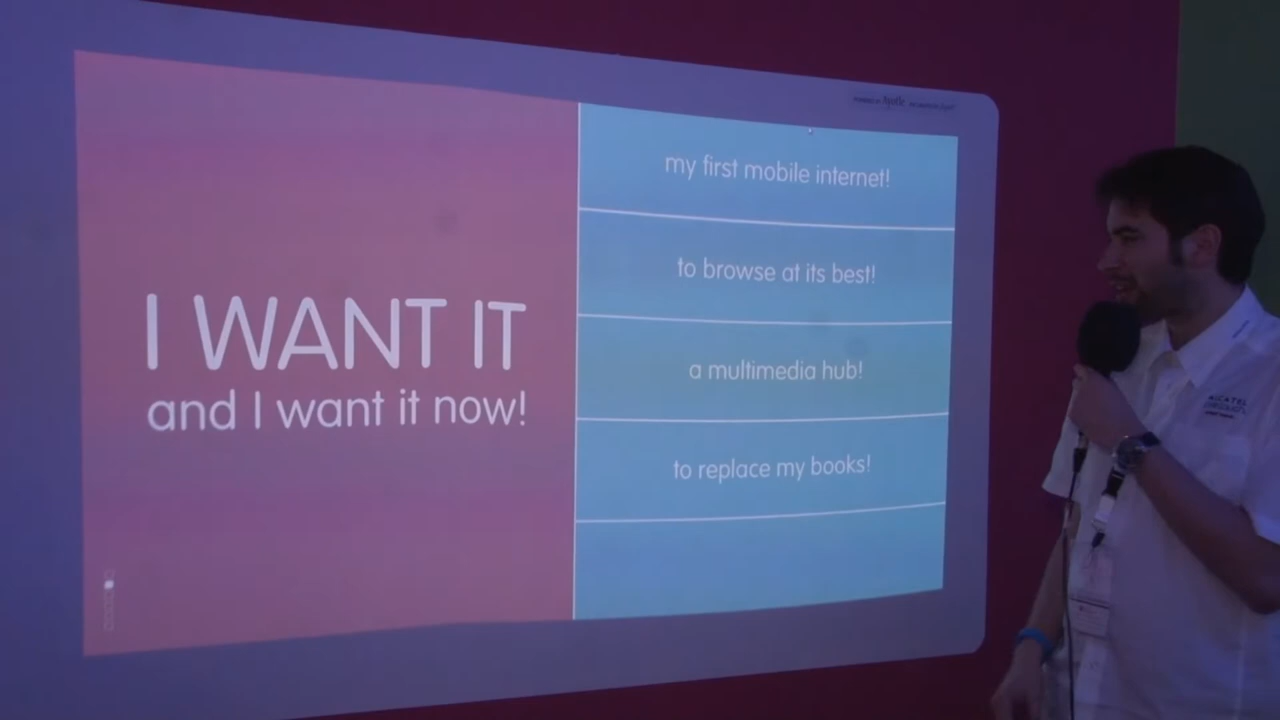 I WANT IT
and I want it now!
my first mobile internet!
to browse at its best!
a multimedia hub!
to replace my books!
ALCATEL